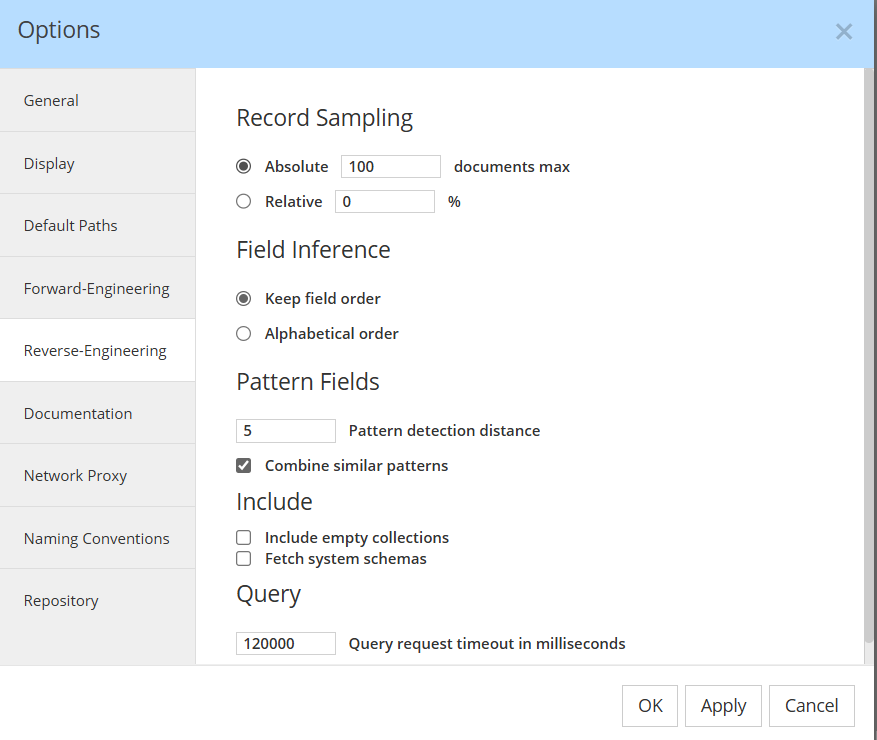 Options
General
Display
Default Paths
Forward-Engineering
Reverse-Engineering
Documentation
Network Proxy
Naming Conventions
Repository
Record Sampling
Absolute 100 documents max
Relative 0 %
Field Inference
Keep field order
Alphabetical order
Pattern Fields
5 Pattern detection distance
Combine similar patterns
Include
Include empty collections
Fetch system schemas
Query
120000 Query request timeout in milliseconds
OK Apply Cancel